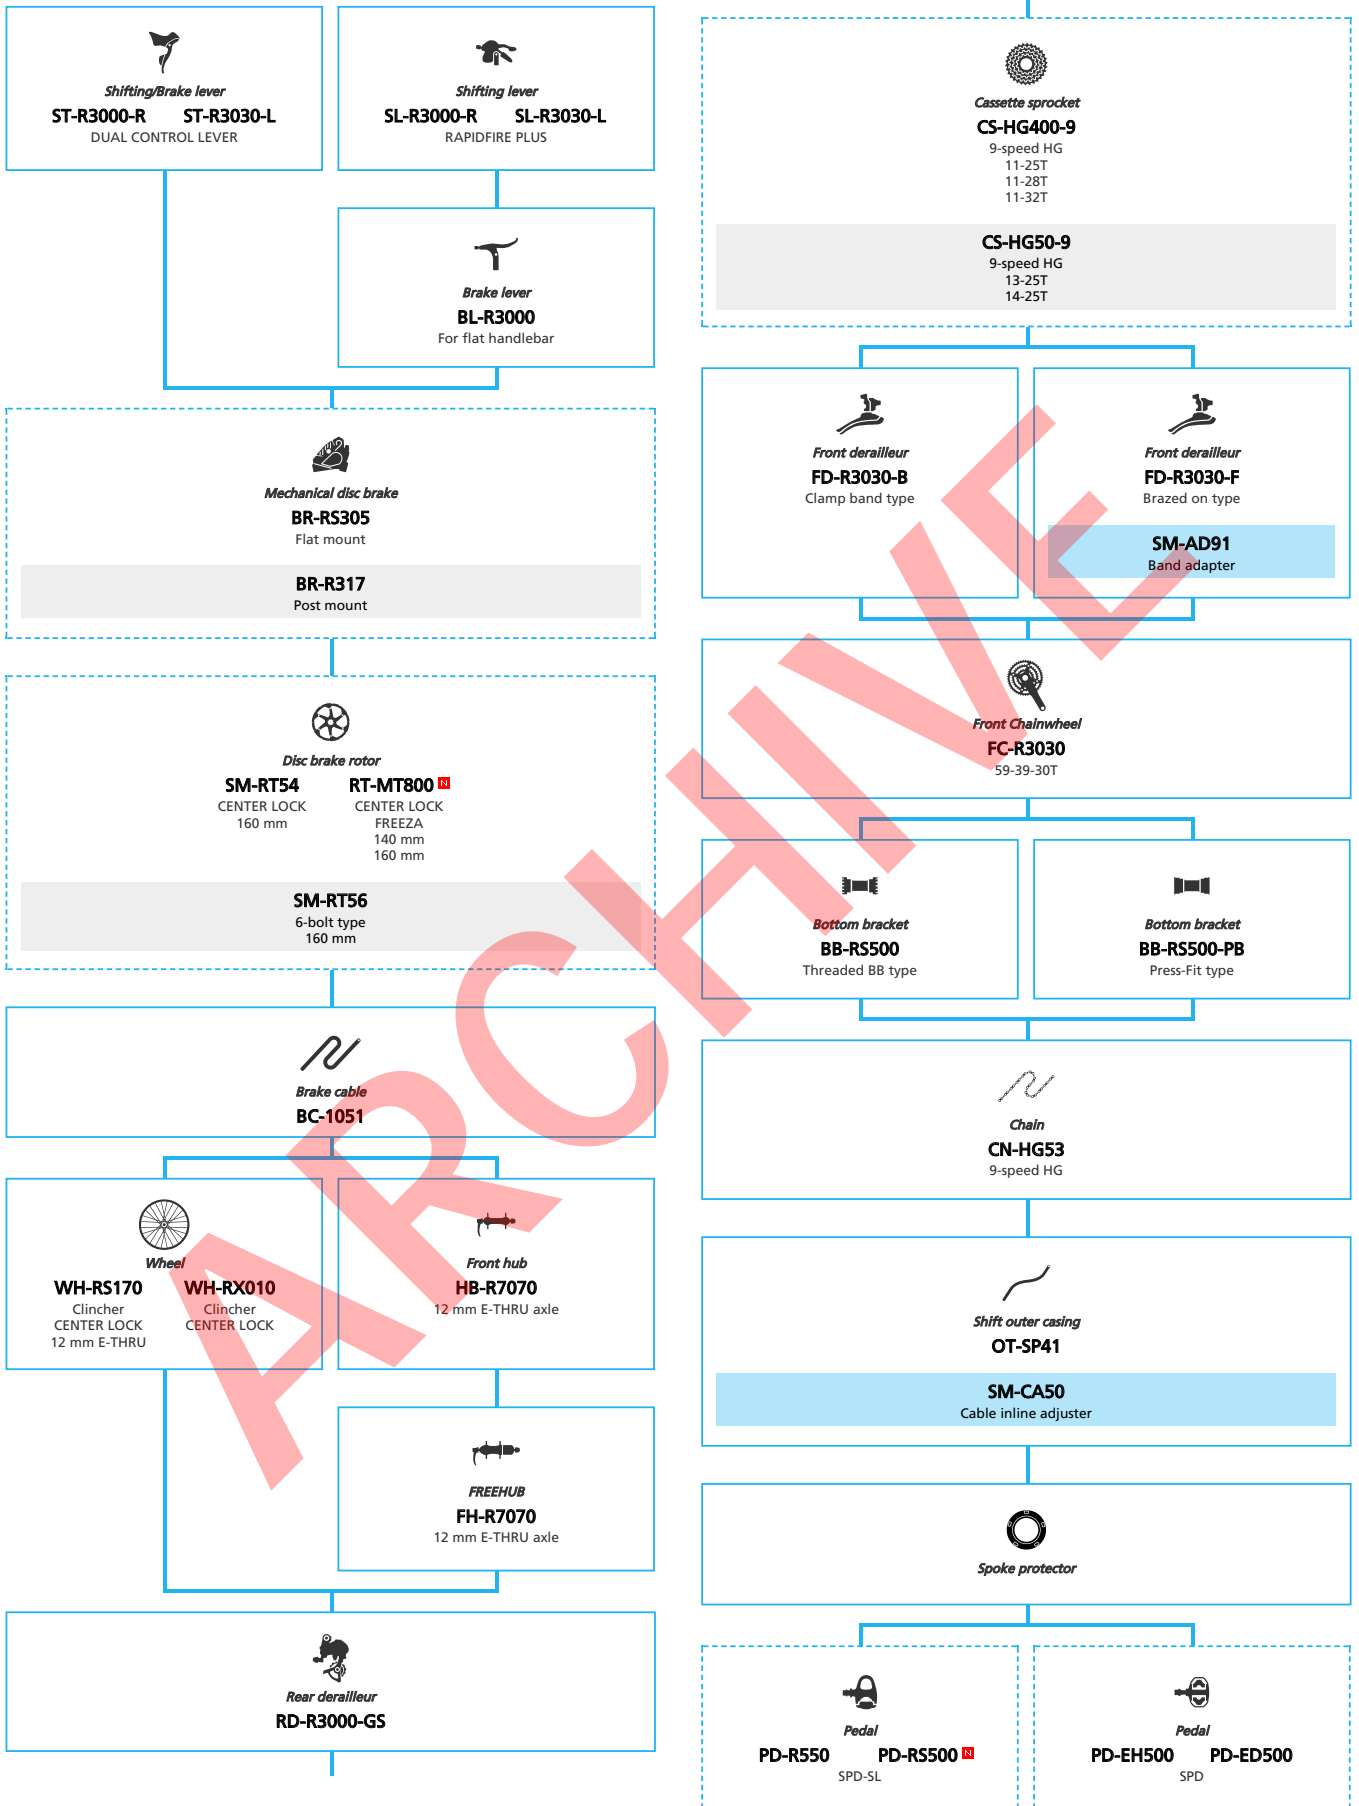 Shifting/Brake lever
ST-R3000-R ST-R3030-L
DUAL CONTROL LEVER
Shifting lever
SL-R3000-R SL-R3030-L
RAPIDFIRE PLUS
Brake lever
BL-R3000
For flat handlebar
Mechanical disc brake
BR-RS305
Flat mount
BR-R317
Post mount
Disc brake rotor
SM-RT54 RT-MT800 N
CENTER LOCK CENTER LOCK
160 mm FREEZA
140 mm
160 mm
SM-RT56
6-bolt type
160 mm
Brake cable
BC-1051
Wheel
WH-RS170 WH-RX010
Clincher Clincher
CENTER LOCK CENTER LOCK
12 mm E-THRU
Front hub
HB-R7070
12 mm E-THRU axle
FREEHUB
FH-R7070
12 mm E-THRU axle
Rear derailleur
RD-R3000-GS
Cassette sprocket
CS-HG400-9
9-speed HG
11-25T
11-28T
11-32T
CS-HG50-9
9-speed HG
13-25T
14-25T
Front derailleur
FD-R3030-B
Clamp band type
Front derailleur
FD-R3030-F
Brazed on type
SM-AD91
Band adapter
Front Chainwheel
FC-R3030
59-39-30T
Bottom bracket
BB-RS500
Threaded BB type
Bottom bracket
BB-RS500-PB
Press-Fit type
Chain
CN-HG53
9-speed HG
Shift outer casing
OT-SP41
SM-CA50
Cable inline adjuster
Spoke protector
Pedal
PD-R550 PD-RS500 N
SPD-SL
Pedal
PD-EH500 PD-ED500
SPD
ARCHIVE